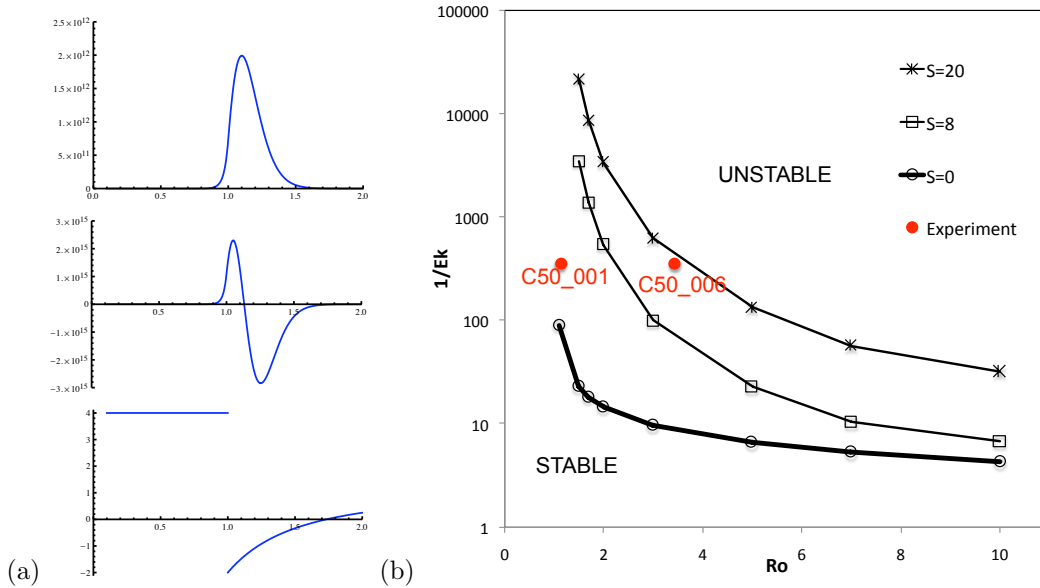 2.5×10¹²
2.×10¹²
1.5×10¹²
1.×10¹²
5.×10¹¹
0
0.0 0.5 1.0 1.5 2.0
3.×10¹⁵
2.×10¹⁵
1.×10¹⁵
0
0.5 1.0 1.5 2.0
-1.×10¹⁵
-2.×10¹⁵
-3.×10¹⁵
4
3
2
1
0
0.5 1.0 1.5 2.0
-1
-2
(a)
100000
10000
1000
100
10
1
1/Ek
0 2 4 6 8 10
Ro
S=20
S=8
S=0
Experiment
UNSTABLE
C50_001
C50_006
STABLE
(b)